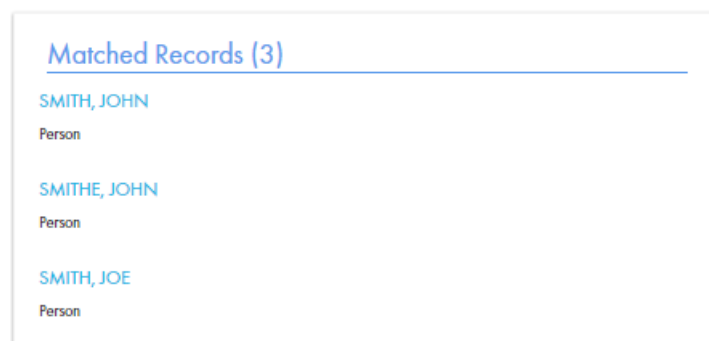 Matched Records (3)
SMITH, JOHN
Person
SMITHE, JOHN
Person
SMITH, JOE
Person